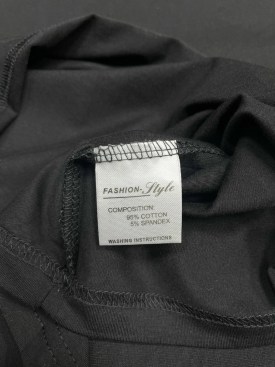 FASHION-Style
COMPOSITION:
95% COTTON
5% SPANDEX
WASHING INSTRUCTIONS